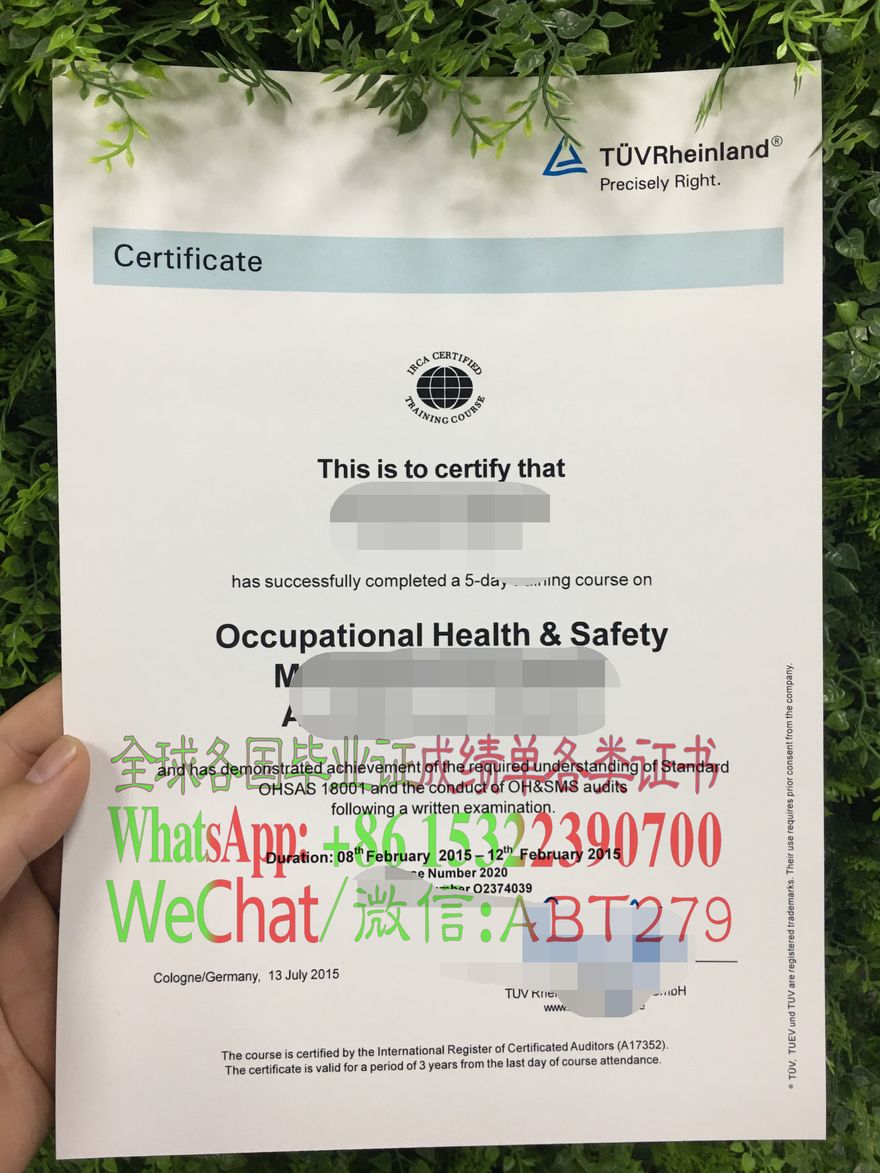 TÜVRheinland®
Precisely Right.
Certificate
IRCA CERTIFIED
TRAINING COURSE
This is to certify that
has successfully completed a 5-day course on
Occupational Health & Safety
全球各国毕业证成绩单各类证书
and has demonstrated achievement of the required understanding of Standard
OHSAS 18001 and the conduct of OH&SMS audits
following a written examination.
WhatsApp: +86 15322390700
Duration: 08th February 2015 – 12th February 2015
Number 2020
O2374039
WeChat/微信:ABT279
Cologne/Germany, 13 July 2015
TÜV
www.
The course is certified by the International Register of Certificated Auditors (A17352).
The certificate is valid for a period of 3 years from the last day of course attendance.
® TÜV, TUEV und TUV are registered trademarks. Their use requires prior consent from the company.